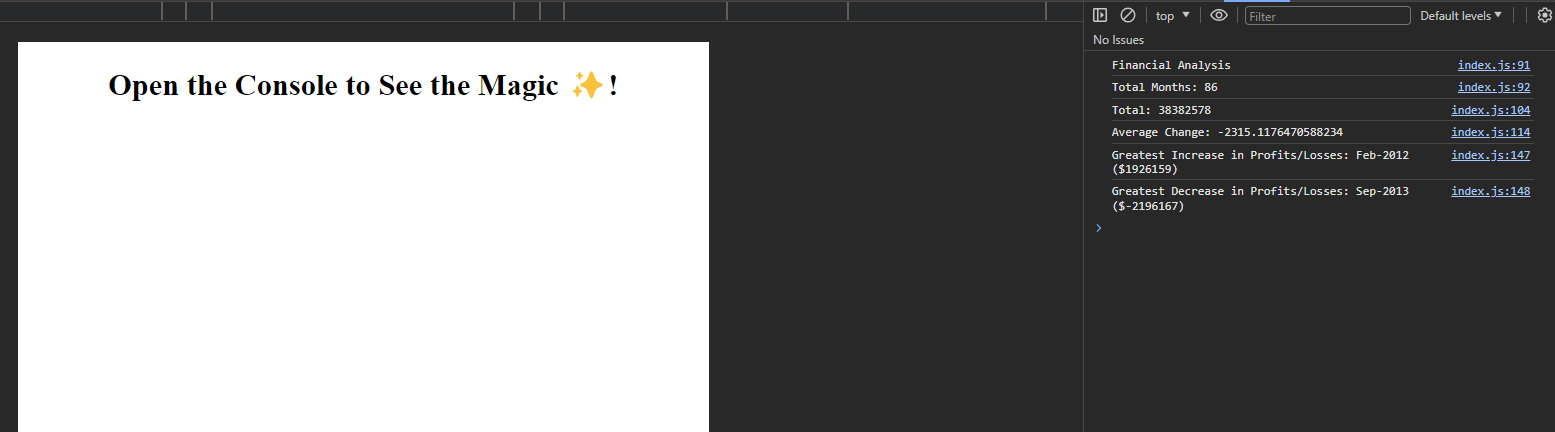 Open the Console to See the Magic ✨!
top
Filter
Default levels
No Issues
Financial Analysis index.js:91
Total Months: 86 index.js:92
Total: 38382578 index.js:104
Average Change: -2315.1176470588234 index.js:114
Greatest Increase in Profits/Losses: Feb-2012 index.js:147
($1926159)
Greatest Decrease in Profits/Losses: Sep-2013 index.js:148
($-2196167)